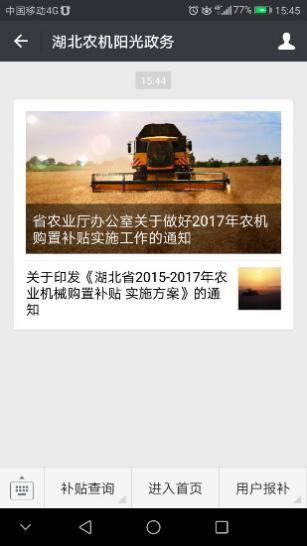 中国移动4G 77% 15:45
湖北农机阳光政务
15:44
省农业厅办公室关于做好2017年农机
购置补贴实施工作的通知
关于印发《湖北省2015-2017年农
业机械购置补贴 实施方案》的通
知
补贴查询 进入首页 用户报补